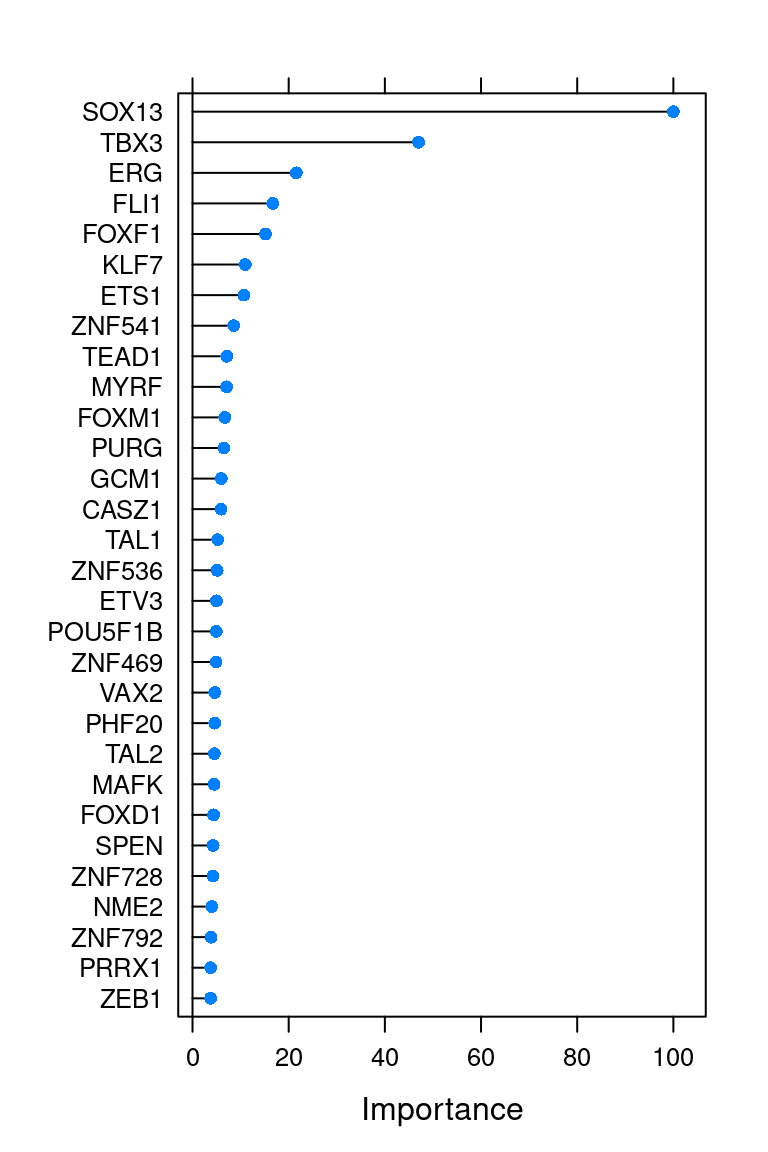 SOX13
TBX3
ERG
FLI1
FOXF1
KLF7
ETS1
ZNF541
TEAD1
MYRF
FOXM1
PURG
GCM1
CASZ1
TAL1
ZNF536
ETV3
POU5F1B
ZNF469
VAX2
PHF20
TAL2
MAFK
FOXD1
SPEN
ZNF728
NME2
ZNF792
PRRX1
ZEB1
0 20 40 60 80 100
Importance